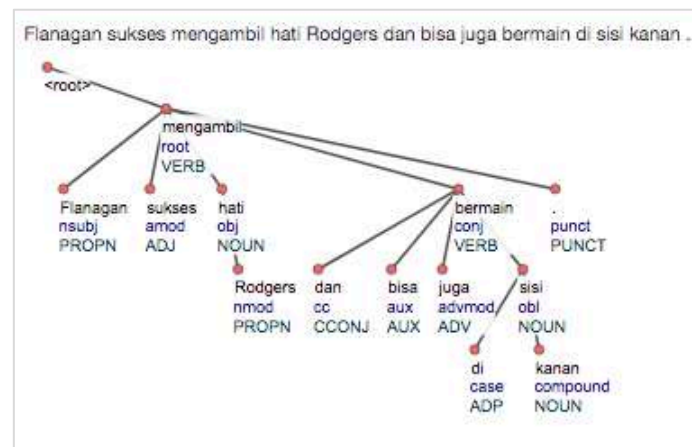 Flanagan sukses mengambil hati Rodgers dan bisa juga bermain di sisi kanan .
<root>
mengambil
root
VERB
Flanagan sukses hati bermain .
nsubj amod obj conj punct
PROPN ADJ NOUN VERB PUNCT
Rodgers dan bisa juga sisi
nmod cc aux advmod obl
PROPN CCONJ AUX ADV NOUN
di kanan
case compound
ADP NOUN